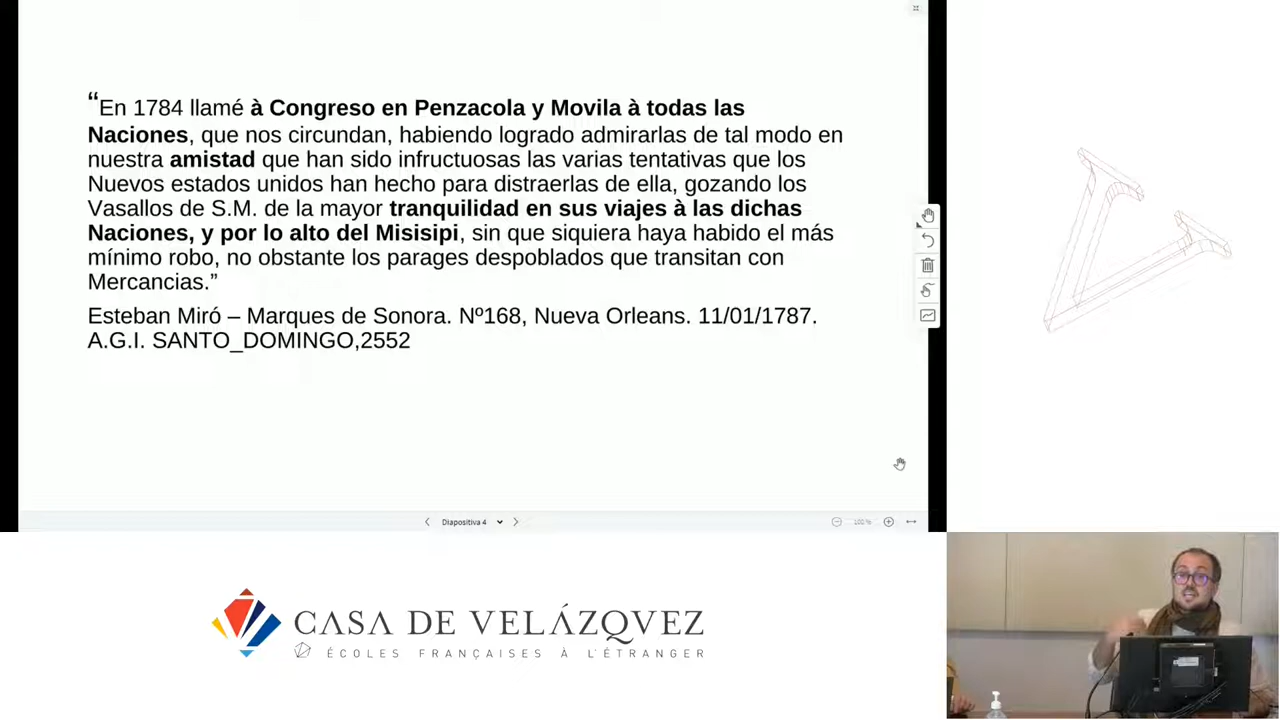 “En 1784 llamé à Congreso en Penzacola y Movila à todas las
Naciones, que nos circundan, habiendo logrado admirarlas de tal modo en
nuestra amistad que han sido infructuosas las varias tentativas que los
Nuevos estados unidos han hecho para distraerlas de ella, gozando los
Vasallos de S.M. de la mayor tranquilidad en sus viajes à las dichas
Naciones, y por lo alto del Misisipi, sin que siquiera haya habido el más
mínimo robo, no obstante los parages despoblados que transitan con
Mercancias.”
Esteban Miró – Marques de Sonora. Nº168, Nueva Orleans. 11/01/1787.
A.G.I. SANTO_DOMINGO,2552
Diapositiva 4
100 %
CASA DE VELÁZQVEZ
ÉCOLES FRANÇAISES À L'ÉTRANGER